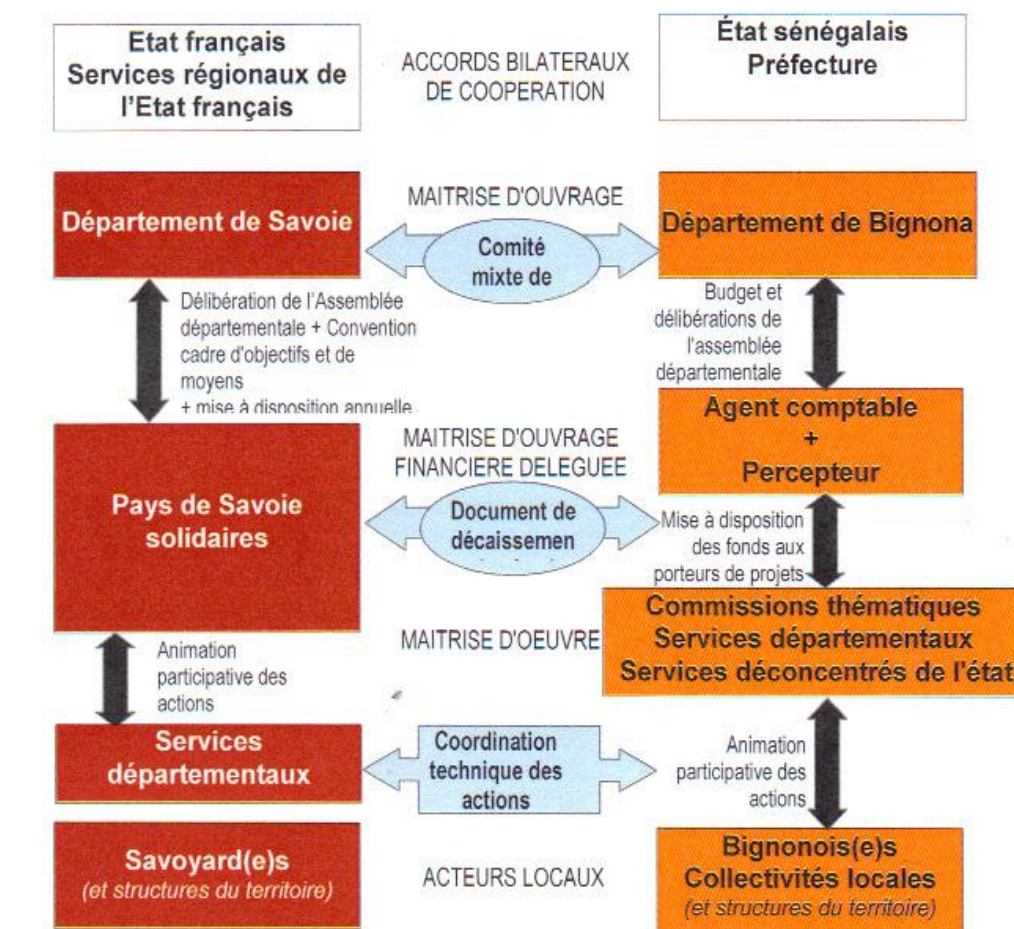 Etat français
Services régionaux de
l'Etat français
ACCORDS BILATERAUX
DE COOPERATION
État sénégalais
Préfecture
Département de Savoie
MAITRISE D'OUVRAGE
Comité
mixte de
Département de Bignona
Délibération de l'Assemblée
départementale + Convention
cadre d'objectifs et de
moyens
+ mise à disposition annuelle
Budget et
délibérations de
l'assemblée
départementale
Agent comptable
+
Percepteur
Pays de Savoie
solidaires
MAITRISE D'OUVRAGE
FINANCIERE DELEGUEE
Document de
décaissemen
Mise à disposition
des fonds aux
porteurs de projets
MAITRISE D'OEUVRE
Commissions thématiques
Services départementaux
Services déconcentrés de l'état
Animation
participative des
actions
Services
départementaux
Coordination
technique des
actions
Animation
participative des
actions
Savoyard(e)s
(et structures du territoire)
ACTEURS LOCAUX
Bignonois(e)s
Collectivités locales
(et structures du territoire)